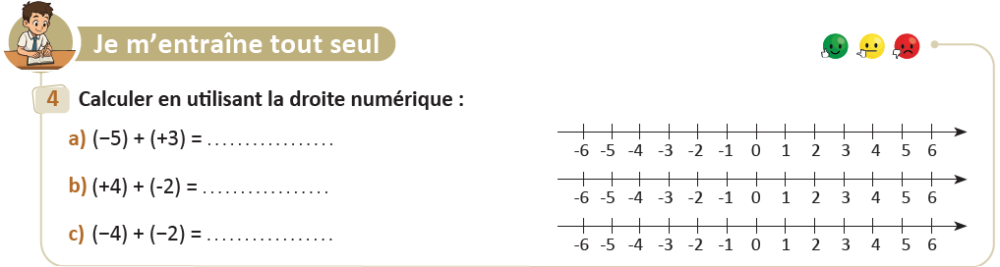 Je m'entraîne tout seul
4 Calculer en utilisant la droite numérique :
a) (−5) + (+3) = .................
-6 -5 -4 -3 -2 -1 0 1 2 3 4 5 6
b) (+4) + (-2) = .................
-6 -5 -4 -3 -2 -1 0 1 2 3 4 5 6
c) (−4) + (−2) = .................
-6 -5 -4 -3 -2 -1 0 1 2 3 4 5 6